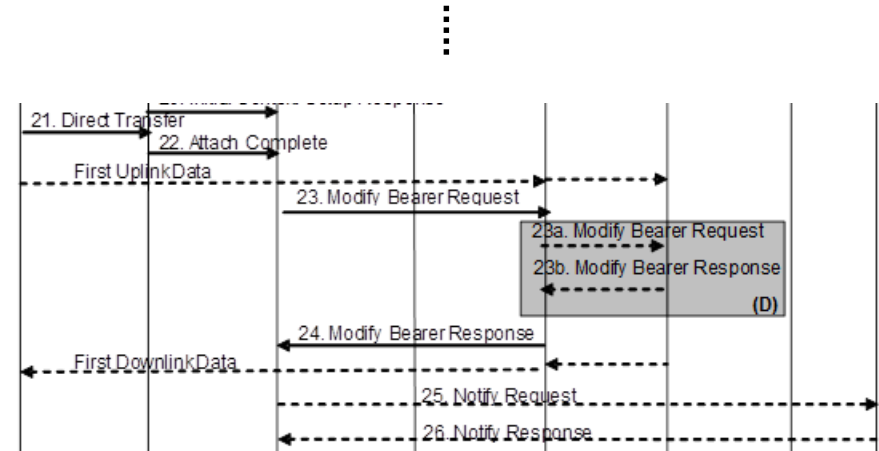 21. Direct Transfer
22. Attach Complete
First UplinkData
23. Modify Bearer Request
23a. Modify Bearer Request
23b. Modify Bearer Response
(D)
24. Modify Bearer Response
First DownlinkData
25. Notify Request
26. Notify Response